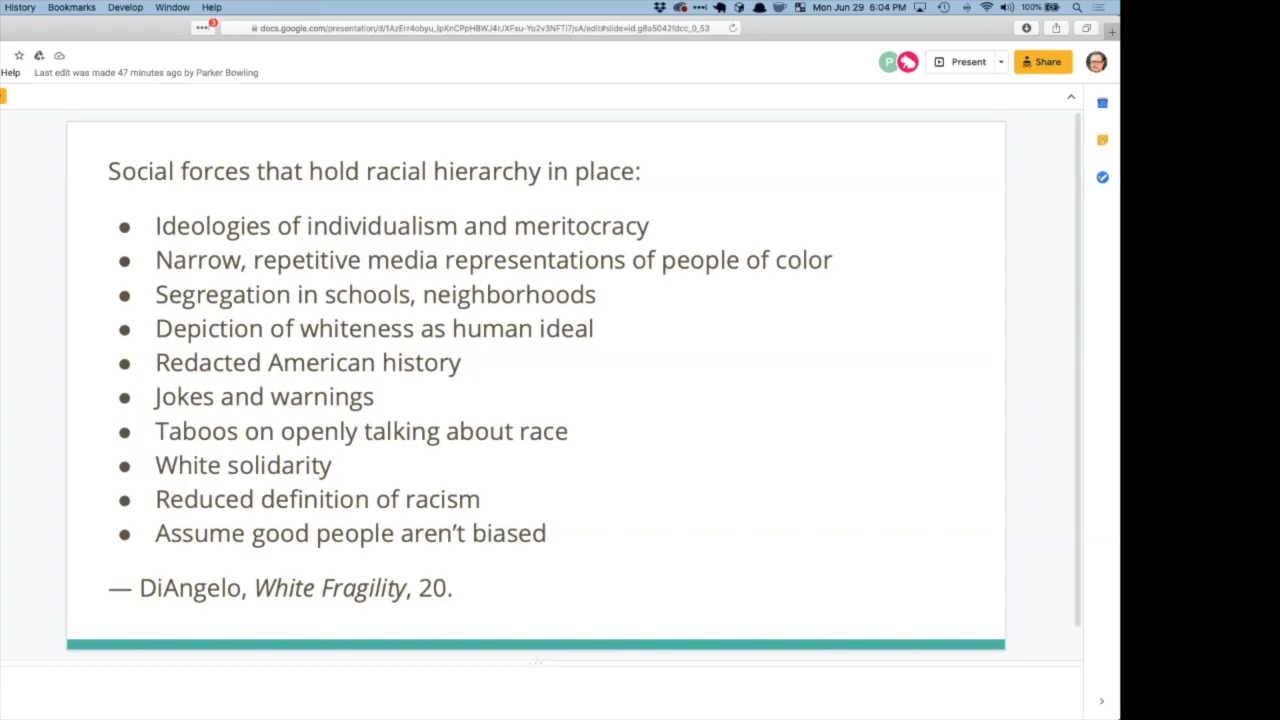 History Bookmarks Develop Window Help Mon Jun 29 6:04 PM 100%
3
Help Last edit was made 47 minutes ago by Parker Bowling P Present Share
Social forces that hold racial hierarchy in place:
● Ideologies of individualism and meritocracy
● Narrow, repetitive media representations of people of color
● Segregation in schools, neighborhoods
● Depiction of whiteness as human ideal
● Redacted American history
● Jokes and warnings
● Taboos on openly talking about race
● White solidarity
● Reduced definition of racism
● Assume good people aren’t biased
— DiAngelo, White Fragility, 20.